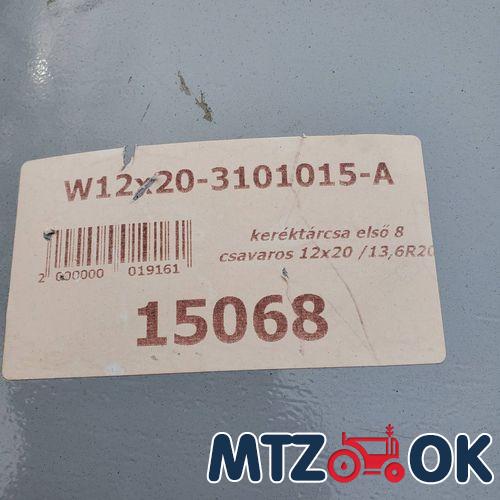 W12x20-3101015-A
keréktárcsa első 8
csavaros 12x20 /13,6R20
2 000000 019161
15068
MTZ OK